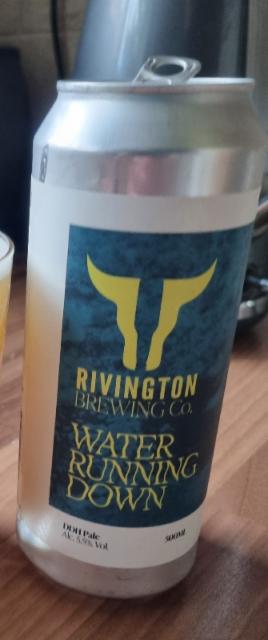 RIVINGTON
BREWING Co.
WATER
RUNNING
DOWN
DDH Pale
Alc. 5.5% Vol.
500Ml